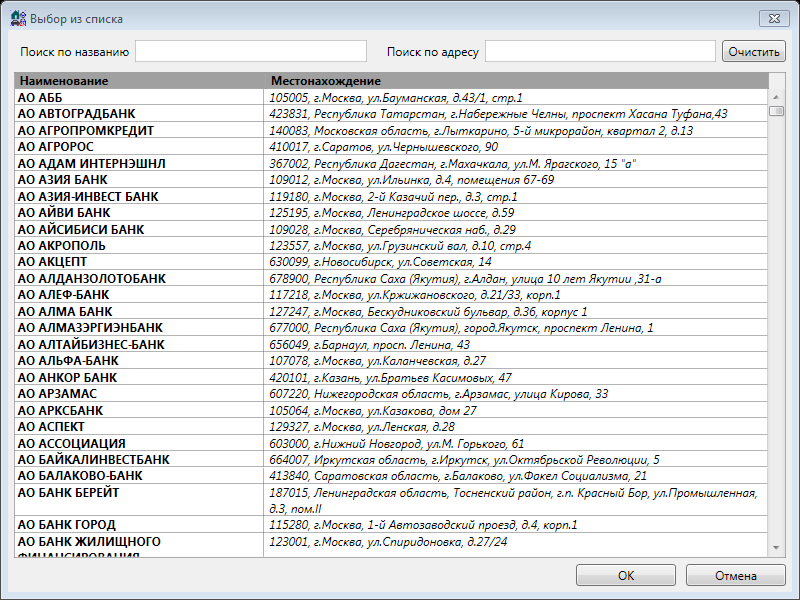 Выбор из списка
Поиск по названию Поиск по адресу Очистить
Наименование Местонахождение
АО АББ 105005, г.Москва, ул.Бауманская, д.43/1, стр.1
АО АВТОГРАДБАНК 423831, Республика Татарстан, г.Набережные Челны, проспект Хасана Туфана,43
АО АГРОПРОМКРЕДИТ 140083, Московская область, г.Лыткарино, 5-й микрорайон, квартал 2, д.13
АО АГРОРОС 410017, г.Саратов, ул.Чернышевского, 90
АО АДАМ ИНТЕРНЭШНЛ 367002, Республика Дагестан, г.Махачкала, ул.М. Ярагского, 15 "а"
АО АЗИЯ БАНК 109012, г.Москва, ул.Ильинка, д.4, помещения 67-69
АО АЗИЯ-ИНВЕСТ БАНК 119180, г.Москва, 2-й Казачий пер., д.3, стр.1
АО АЙВИ БАНК 125195, г.Москва, Ленинградское шоссе, д.59
АО АЙСИБИСИ БАНК 109028, г.Москва, Серебряническая наб., д.29
АО АКРОПОЛЬ 123557, г.Москва, ул.Грузинский вал, д.10, стр.4
АО АКЦЕПТ 630099, г.Новосибирск, ул.Советская, 14
АО АЛДАНЗОЛОТОБАНК 678900, Республика Саха (Якутия), г.Алдан, улица 10 лет Якутии ,31-а
АО АЛЕФ-БАНК 117218, г.Москва, ул.Кржижановского, д.21/33, корп.1
АО АЛМА БАНК 127247, г.Москва, Бескудниковский бульвар, д.36, корпус 1
АО АЛМАЗЭРГИЭНБАНК 677000, Республика Саха (Якутия), город.Якутск, проспект Ленина, 1
АО АЛТАЙБИЗНЕС-БАНК 656049, г.Барнаул, просп. Ленина, 43
АО АЛЬФА-БАНК 107078, г.Москва, ул.Каланчевская, д.27
АО АНКОР БАНК 420101, г.Казань, ул.Братьев Касимовых, 47
АО АРЗАМАС 607220, Нижегородская область, г.Арзамас, улица Кирова, 33
АО АРКСБАНК 105064, г.Москва, ул.Казакова, дом 27
АО АСПЕКТ 129327, г.Москва, ул.Ленская, д.28
АО АССОЦИАЦИЯ 603000, г.Нижний Новгород, ул.М. Горького, 61
АО БАЙКАЛИНВЕСТБАНК 664007, Иркутская область, г.Иркутск, ул.Октябрьской Революции, 5
АО БАЛАКОВО-БАНК 413840, Саратовская область, г.Балаково, ул.Факел Социализма, 21
АО БАНК БЕРЕЙТ 187015, Ленинградская область, Тосненский район, г.п. Красный Бор, ул.Промышленная,
д.3, пом.II
АО БАНК ГОРОД 115280, г.Москва, 1-й Автозаводский проезд, д.4, корп.1
АО БАНК ЖИЛИЩНОГО 123001, г.Москва, ул.Спиридоновка, д.27/24
ФИНАНСИРОВАНИЯ
ОК Отмена